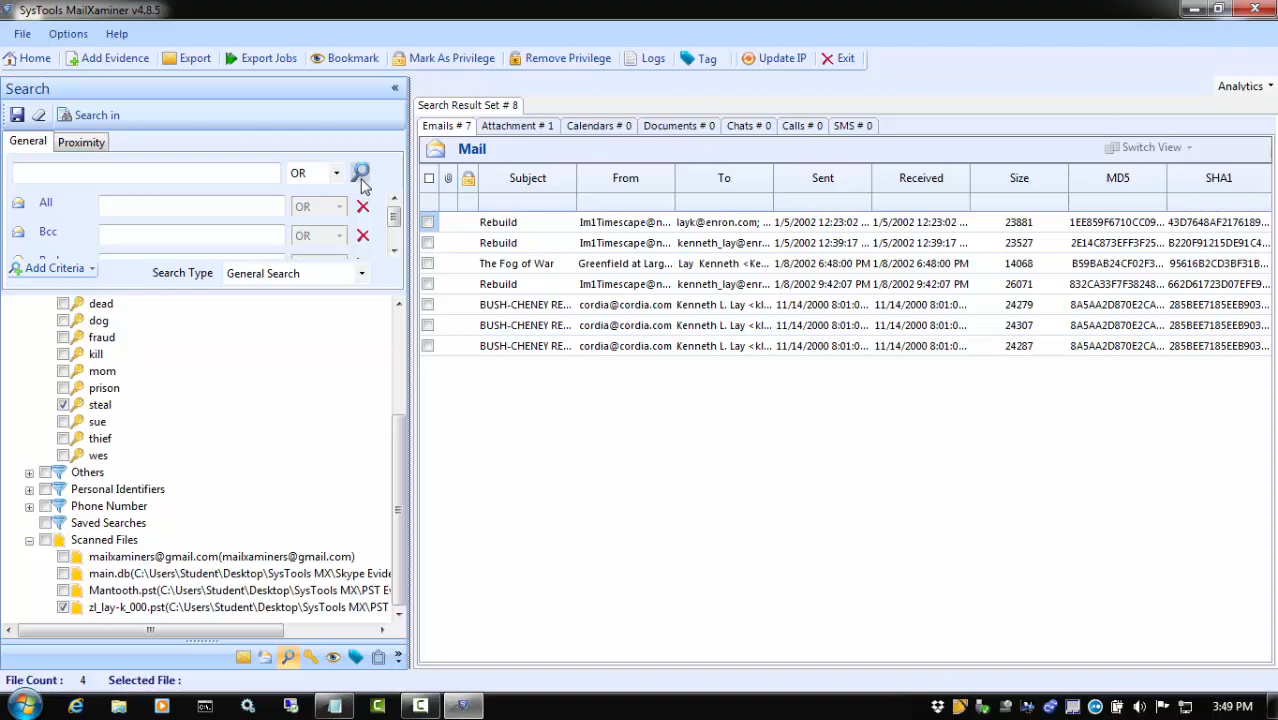 SysTools MailXaminer v4.8.5
File Options Help
Home Add Evidence Export Export Jobs Bookmark Mark As Privilege Remove Privilege Logs Tag Update IP Exit
Search «
Search in
General Proximity
OR
All OR
Bcc OR
Add Criteria Search Type General Search
dead
dog
fraud
kill
mom
prison
steal
sue
thief
wes
Others
Personal Identifiers
Phone Number
Saved Searches
Scanned Files
mailxaminers@gmail.com(mailxaminers@gmail.com)
main.db(C:\Users\Student\Desktop\SysTools MX\Skype Evide
Mantooth.pst(C:\Users\Student\Desktop\SysTools MX\PST E
zl_lay-k_000.pst(C:\Users\Student\Desktop\SysTools MX\PST
Analytics
Search Result Set # 8
Emails # 7 Attachment # 1 Calendars # 0 Documents # 0 Chats # 0 Calls # 0 SMS # 0
Mail Switch View
Subject From To Sent Received Size MD5 SHA1
Rebuild Im1Timescape@n... layk@enron.com; ... 1/5/2002 12:23:02 ... 1/5/2002 12:23:02 ... 23881 1EE859F6710CC09... 43D7648AF2176189...
Rebuild Im1Timescape@n... kenneth_lay@enr... 1/5/2002 12:39:17 ... 1/5/2002 12:39:17 ... 23527 2E14C873EFF3F25... B220F91215DE91C4...
The Fog of War Greenfield at Larg... Lay Kenneth <Ke... 1/8/2002 6:48:00 PM 1/8/2002 6:48:00 PM 14068 B59BAB24CF02F3... 95616B2CD3BF31B...
Rebuild Im1Timescape@n... kenneth_lay@enr... 1/8/2002 9:42:07 PM 1/8/2002 9:42:07 PM 26071 832CA33F7F38248... 662D61723D07EFE9...
BUSH-CHENEY RE... cordia@cordia.com Kenneth L. Lay <kl... 11/14/2000 8:01:0... 11/14/2000 8:01:0... 24279 8A5AA2D870E2CA... 285BEE7185EEB903...
BUSH-CHENEY RE... cordia@cordia.com Kenneth L. Lay <kl... 11/14/2000 8:01:0... 11/14/2000 8:01:0... 24307 8A5AA2D870E2CA... 285BEE7185EEB903...
BUSH-CHENEY RE... cordia@cordia.com Kenneth L. Lay <kl... 11/14/2000 8:01:0... 11/14/2000 8:01:0... 24287 8A5AA2D870E2CA... 285BEE7185EEB903...
File Count : 4 Selected File :
3:49 PM